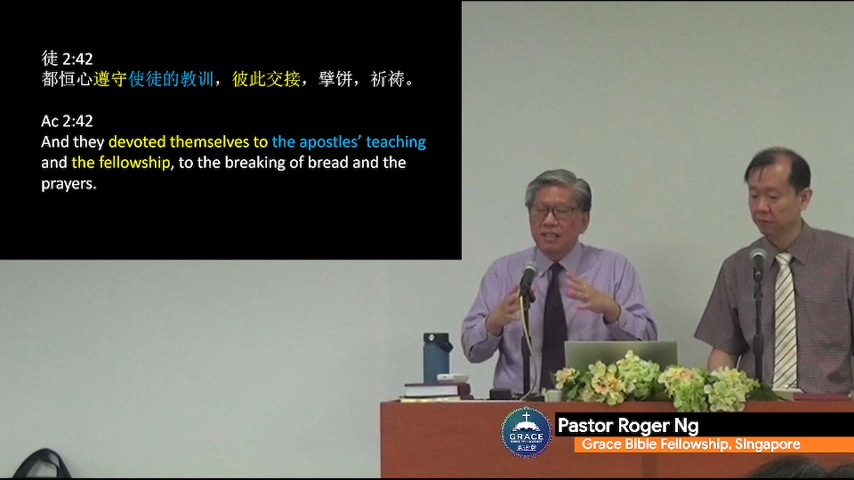 徒 2:42
都恒心遵守使徒的教训，彼此交接，擘饼，祈祷。
Ac 2:42
And they devoted themselves to the apostles’ teaching
and the fellowship, to the breaking of bread and the
prayers.
GRACE
Pastor Roger Ng
Grace Bible Fellowship, Singapore